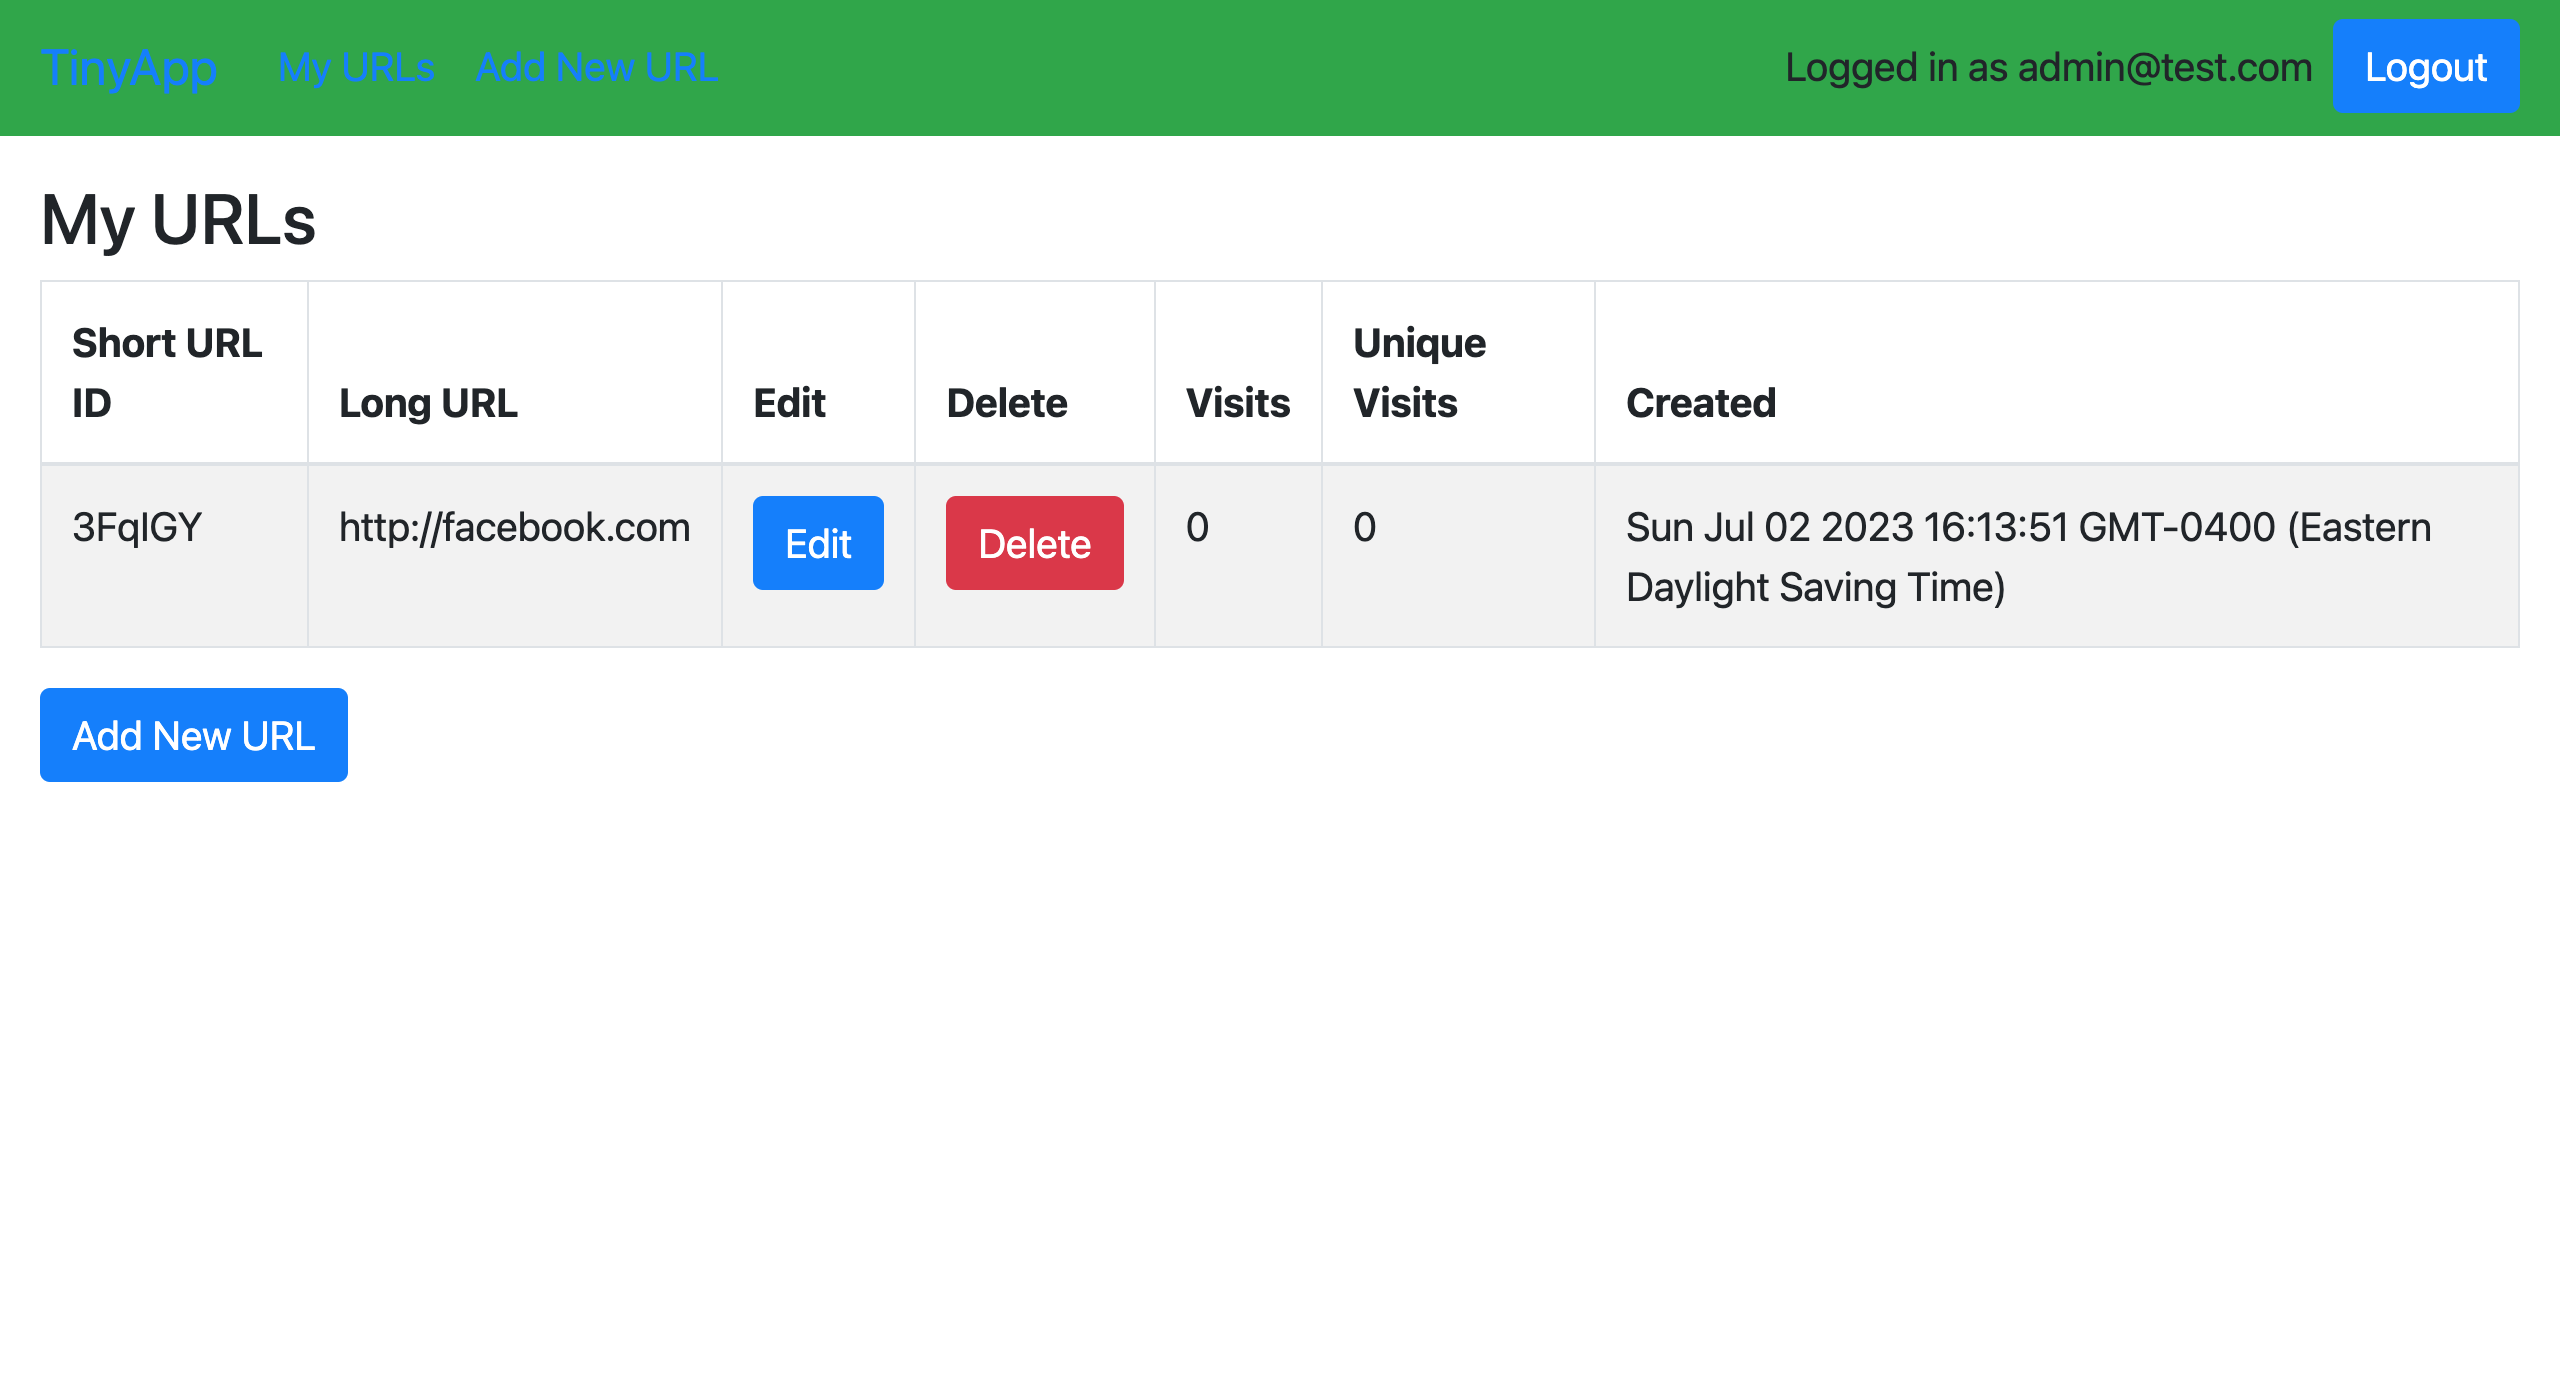 TinyApp My URLs Add New URL Logged in as admin@test.com Logout
My URLs
Short URL ID Long URL Edit Delete Visits Unique Visits Created
3FqIGY http://facebook.com Edit Delete 0 0 Sun Jul 02 2023 16:13:51 GMT-0400 (Eastern
Daylight Saving Time)
Add New URL